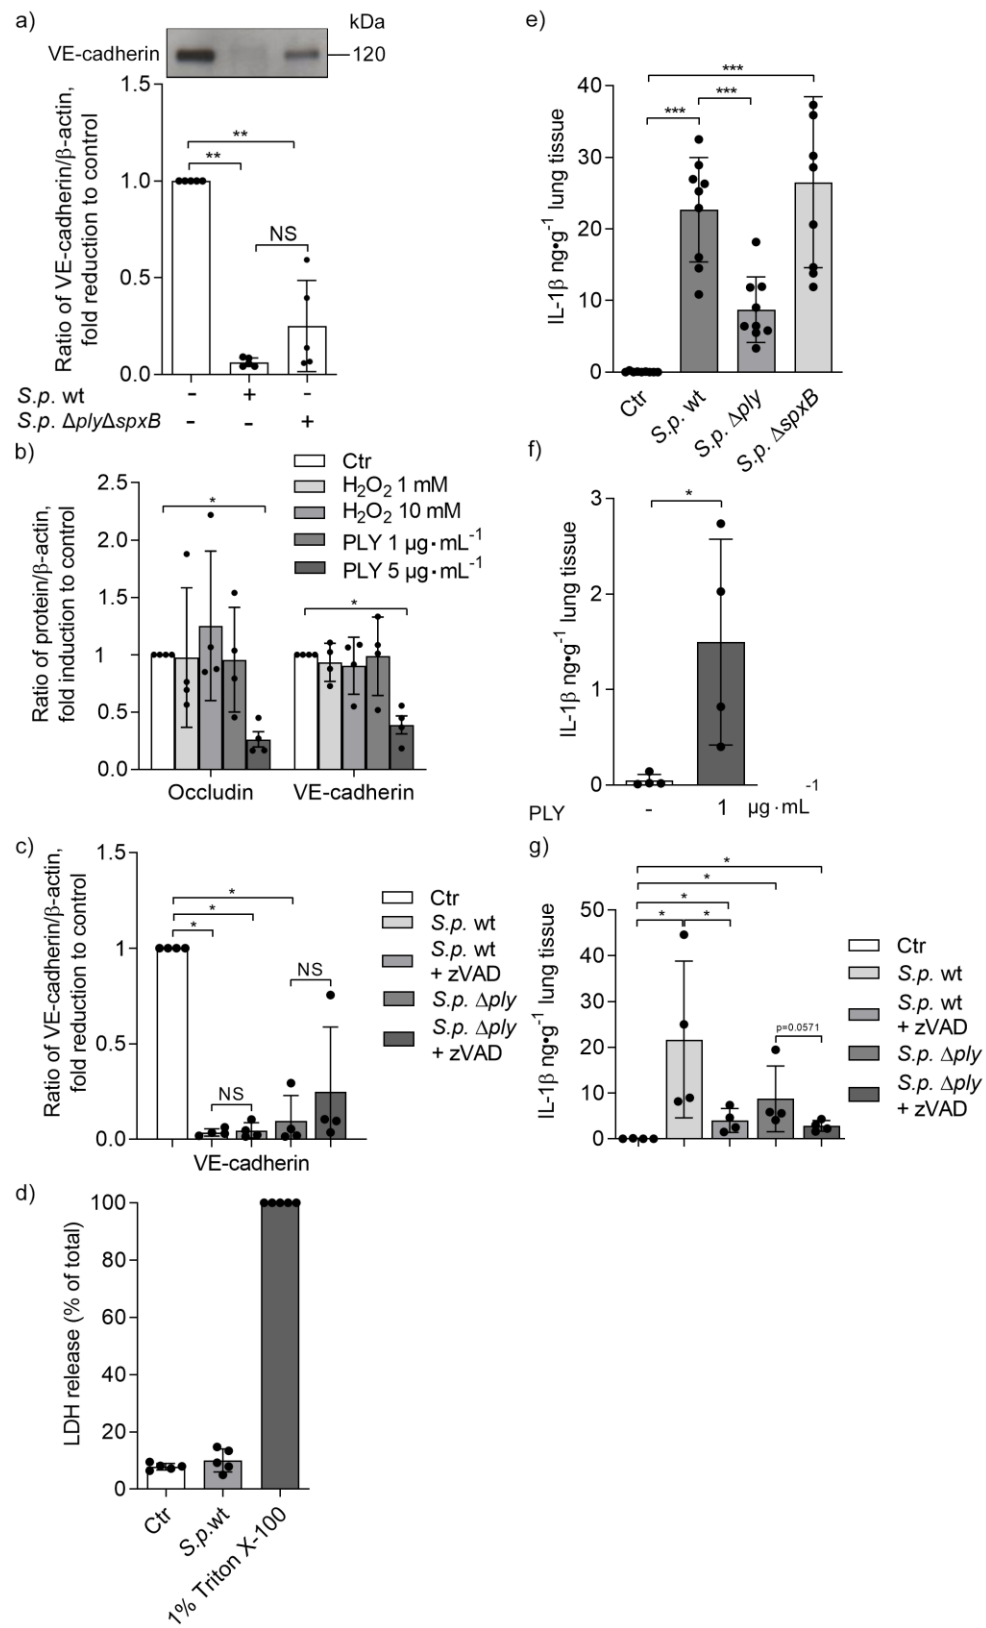 a)
kDa
VE-cadherin
120
1.5
1.0
0.5
0.0
Ratio of VE-cadherin/β-actin,
fold reduction to control
**
**
NS
S.p. wt - + -
S.p. ΔplyΔspxB - - +
b)
Ctr
H2O2 1 mM
H2O2 10 mM
PLY 1 µg·mL-1
PLY 5 µg·mL-1
2.5
2.0
1.5
1
0.5
0.0
Ratio of protein/β-actin,
fold induction to control
*
*
Occludin VE-cadherin
c)
1.5
1
0.5
0.0
Ratio of VE-cadherin/β-actin,
fold reduction to control
*
*
*
NS
NS
VE-cadherin
Ctr
S.p. wt
S.p. wt
+ zVAD
S.p. Δply
S.p. Δply
+ zVAD
d)
100
80
60
40
20
0
LDH release (% of total)
Ctr
S.p.wt
1% Triton X-100
e)
40
30
20
10
0
IL-1β ng•g-1 lung tissue
***
***
***
Ctr
S.p. wt
S.p. Δply
S.p. ΔspxB
f)
3
2
1
0
IL-1β ng•g-1 lung tissue
*
PLY - 1 µg·mL-1
g)
50
40
30
20
10
0
IL-1β ng•g-1 lung tissue
*
*
*
* *
p=0.0571
Ctr
S.p. wt
S.p. wt
+ zVAD
S.p. Δply
S.p. Δply
+ zVAD